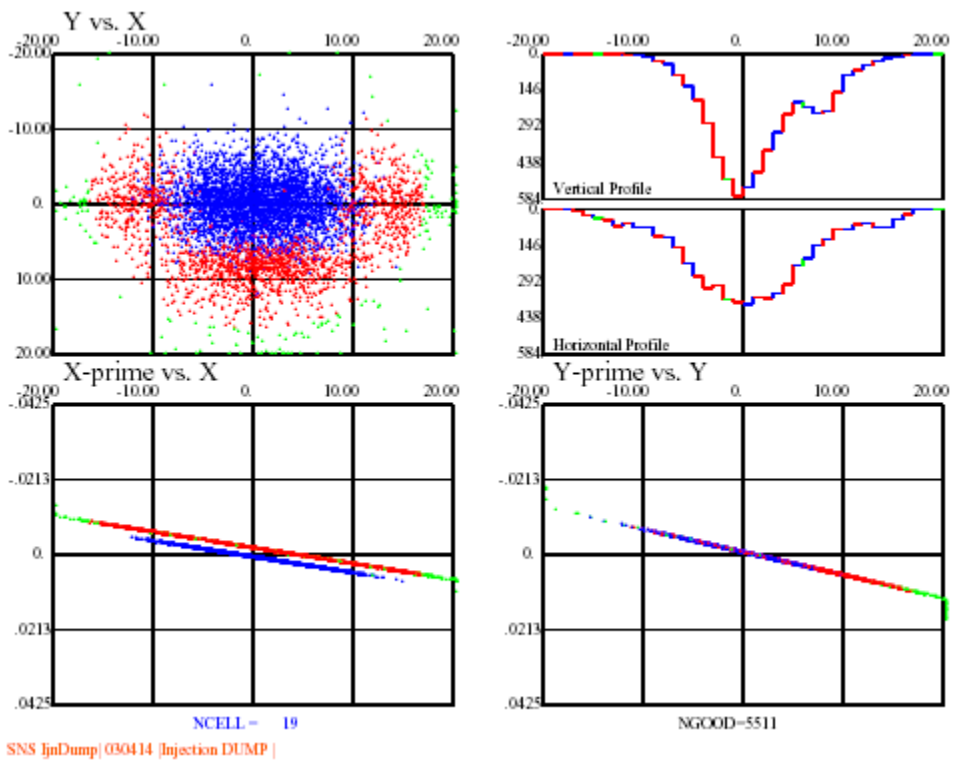 Y vs. X
-20.00 -10.00 0. 10.00 20.00
-20.00
-10.00
0.
10.00
20.00
-20.00 -10.00 0. 10.00 20.00
0.
146
292
438
584
Vertical Profile
0.
146
292
438
584
Horizontal Profile
X-prime vs. X
-20.00 -10.00 0. 10.00 20.00
-.0425
-.0213
0.
.0213
.0425
Y-prime vs. Y
-20.00 -10.00 0. 10.00 20.00
-.0425
-.0213
0.
.0213
.0425
NCELL = 19
NGOOD=5511
SNS IjnDump| 030414 |Injection DUMP |